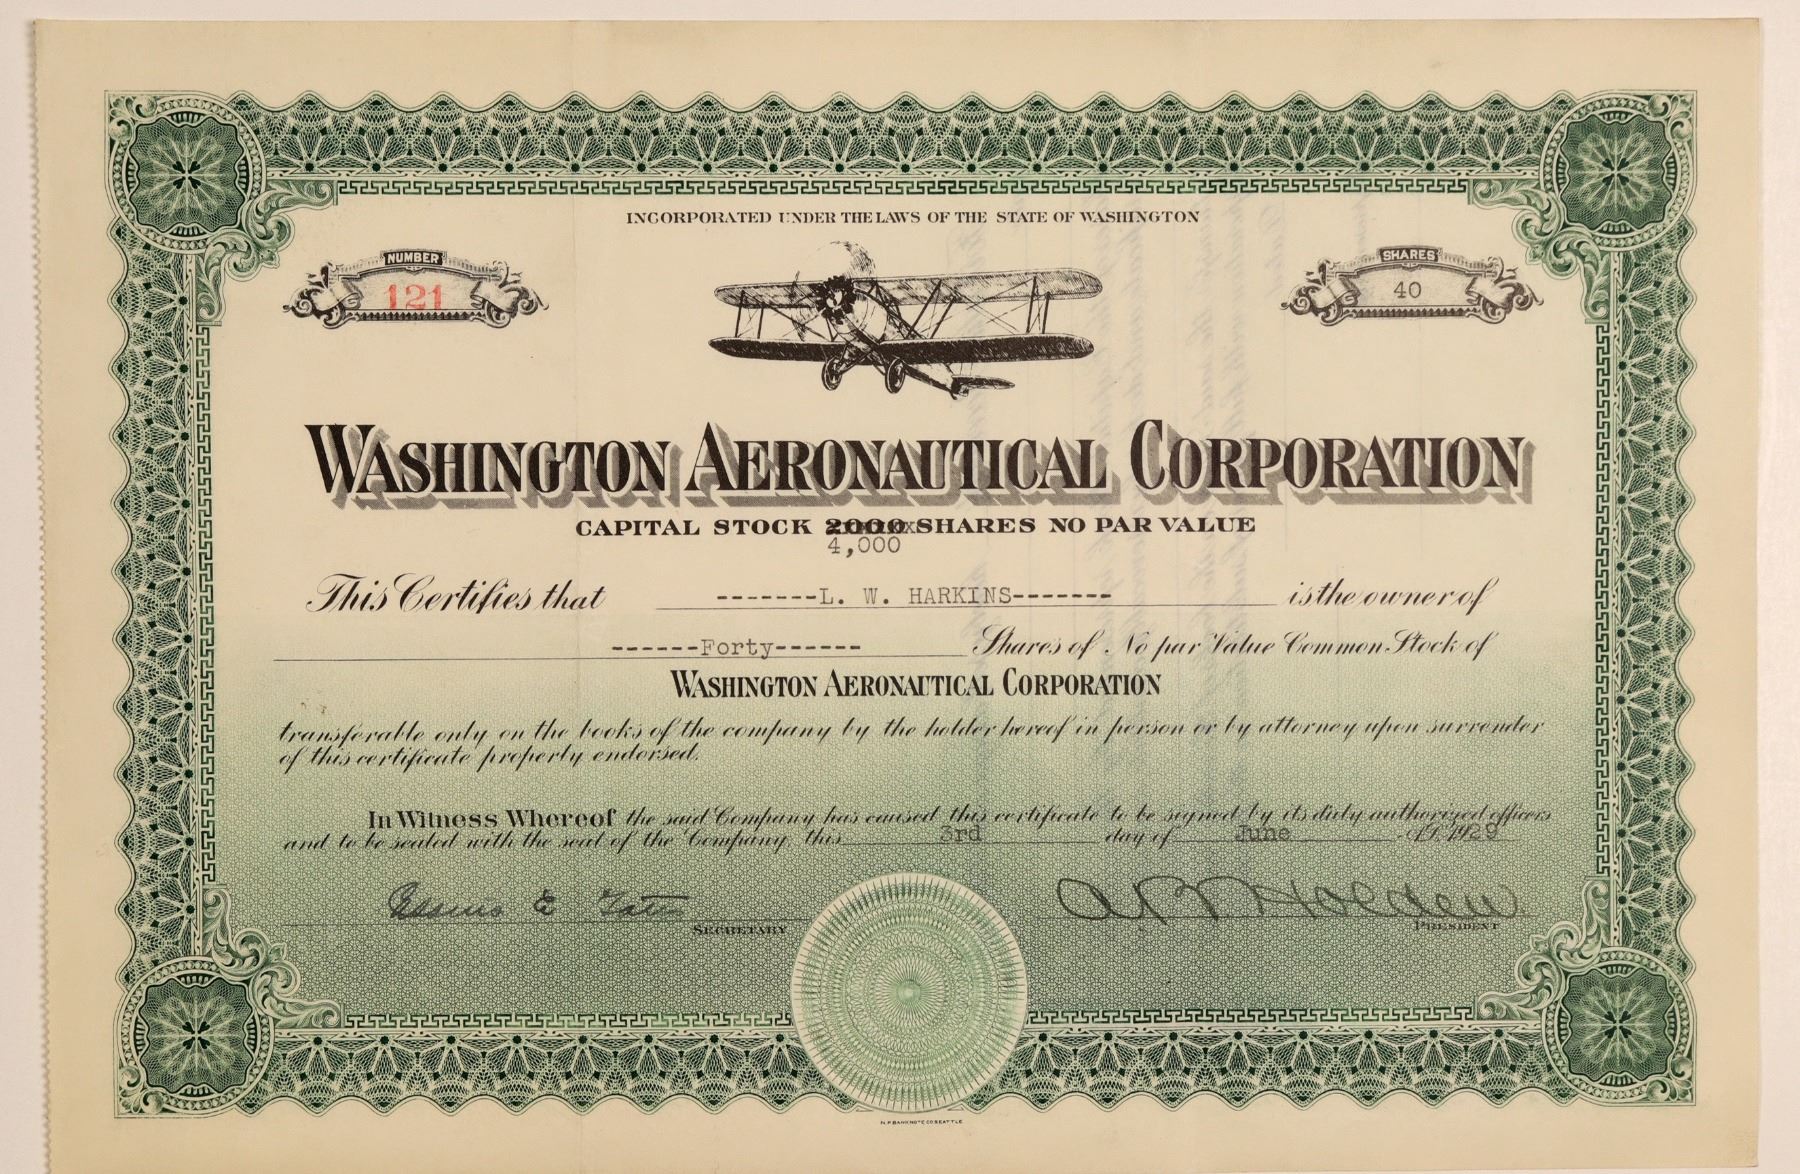 INCORPORATED UNDER THE LAWS OF THE STATE OF WASHINGTON
NUMBER
121
SHARES
40
WASHINGTON AERONAUTICAL CORPORATION
CAPITAL STOCK 2000 SHARES NO PAR VALUE
4,000
This Certifies that -------L. W. HARKINS------- is the owner of
------Forty------ Shares of No par Value Common Stock of
WASHINGTON AERONAUTICAL CORPORATION
transferable only on the books of the company by the holder hereof in person or by attorney upon surrender
of this certificate properly endorsed.
In Witness Whereof the said Company has caused this certificate to be signed by its duly authorized officers
and to be sealed with the seal of the Company, this 3rd day of June A.D. 1929
E. Holden
SECRETARY
PRESIDENT
N.P. BANKNOTE CO SEATTLE